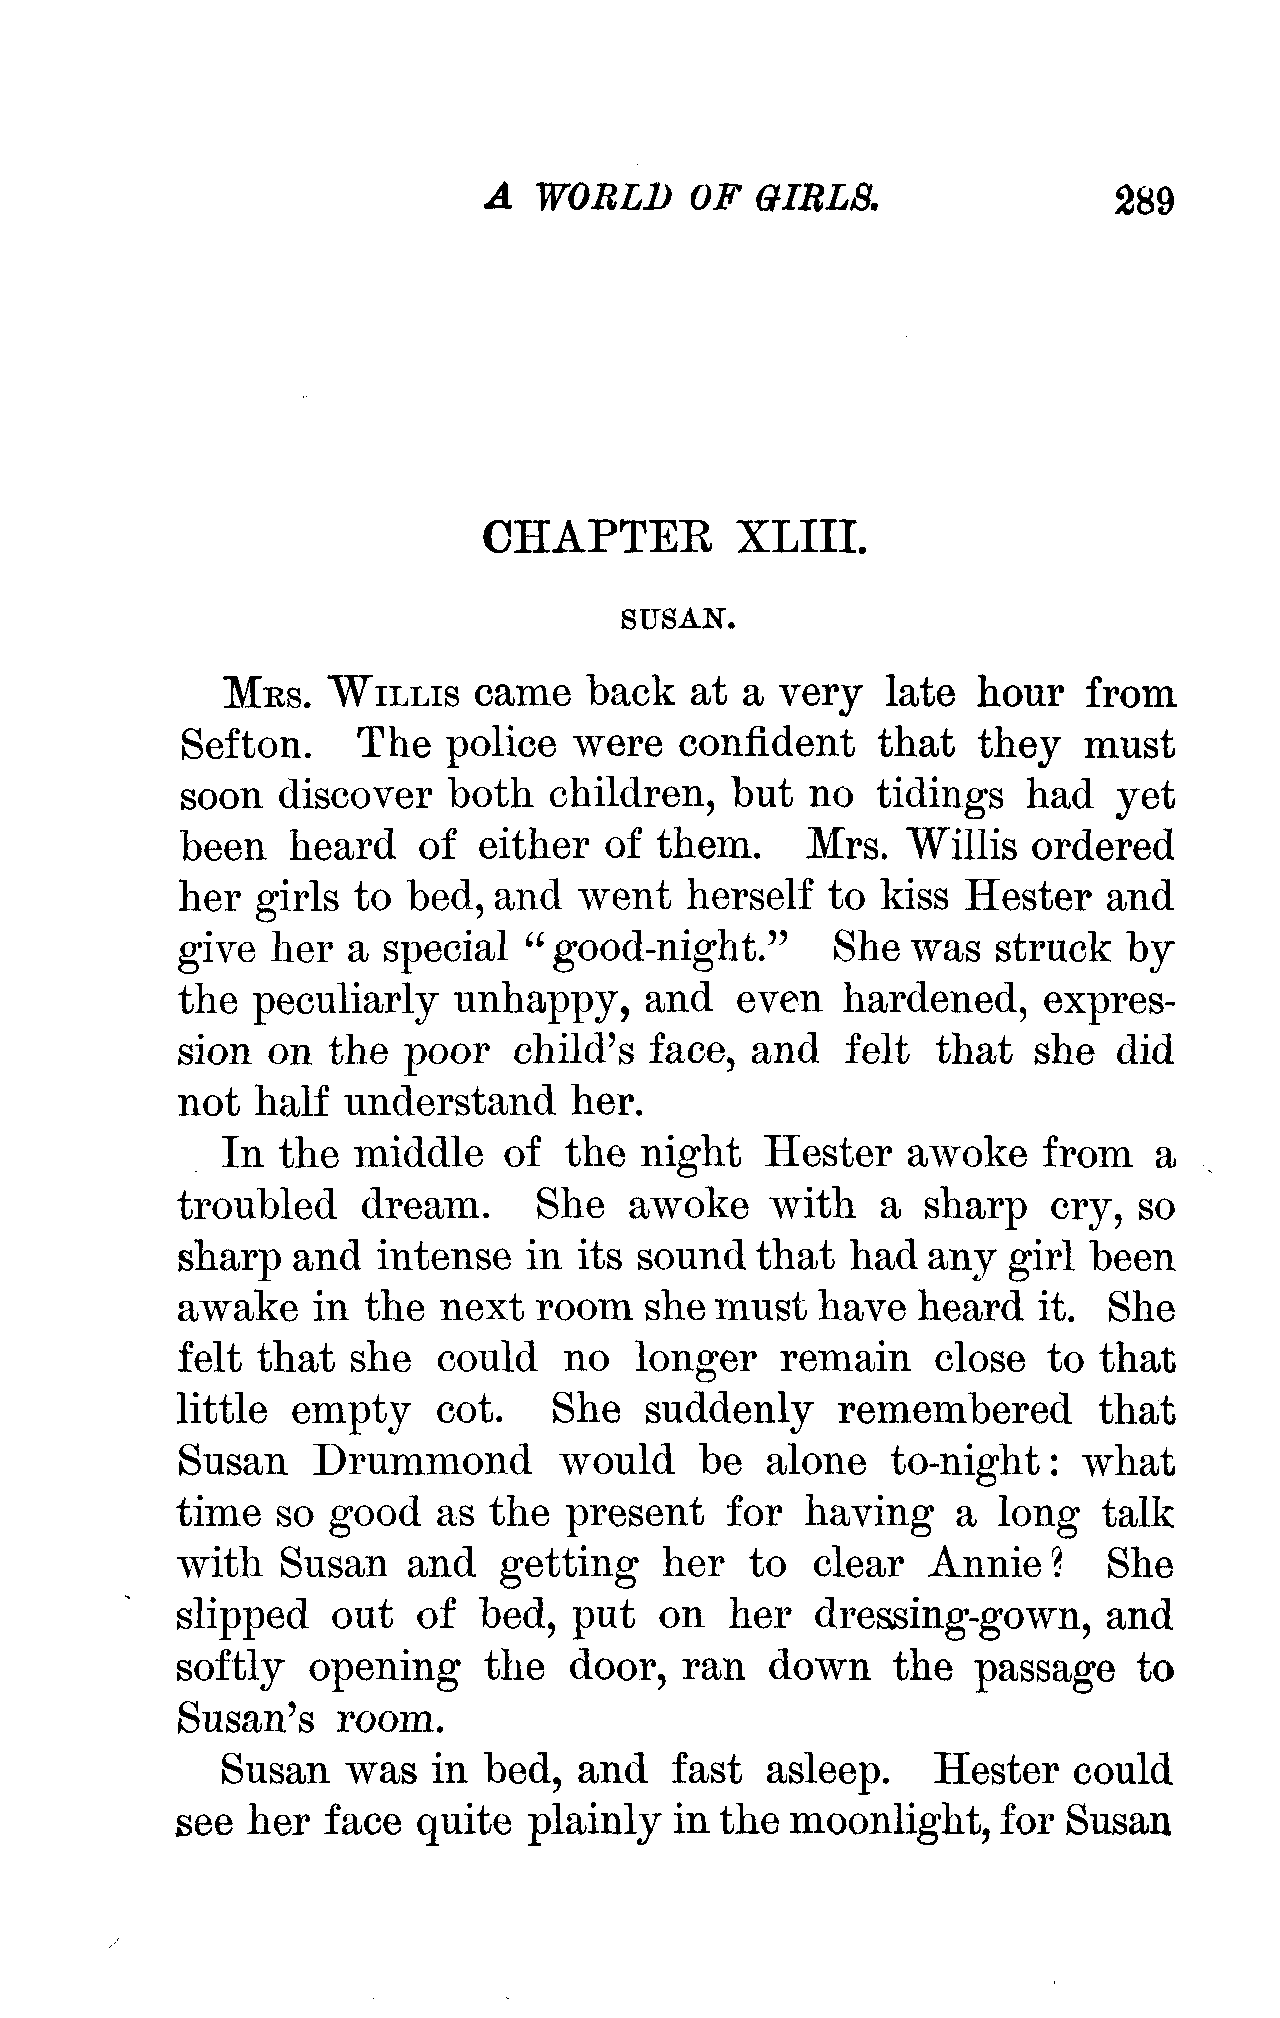 A WORLD OF GIRLS. 289
CHAPTER XLIII.
SUSAN.
MRS. WILLIS came back at a very late hour from
Sefton. The police were confident that they must
soon discover both children, but no tidings had yet
been heard of either of them. Mrs. Willis ordered
her girls to bed, and went herself to kiss Hester and
give her a special “good-night.” She was struck by
the peculiarly unhappy, and even hardened, expres-
sion on the poor child’s face, and felt that she did
not half understand her.
In the middle of the night Hester awoke from a
troubled dream. She awoke with a sharp cry, so
sharp and intense in its sound that had any girl been
awake in the next room she must have heard it. She
felt that she could no longer remain close to that
little empty cot. She suddenly remembered that
Susan Drummond would be alone to-night: what
time so good as the present for having a long talk
with Susan and getting her to clear Annie? She
slipped out of bed, put on her dressing-gown, and
softly opening the door, ran down the passage to
Susan’s room.
Susan was in bed, and fast asleep. Hester could
see her face quite plainly in the moonlight, for Susan